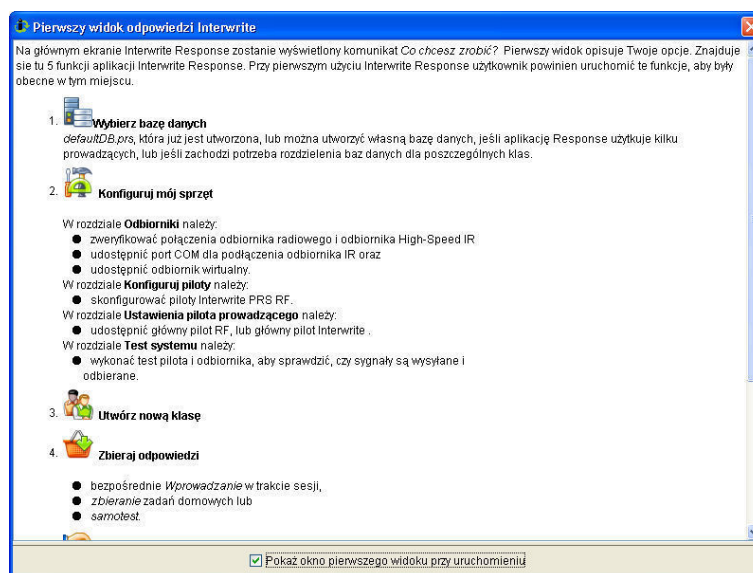 Pierwszy widok odpowiedzi Interwrite
Na głównym ekranie Interwrite Response zostanie wyświetlony komunikat Co chcesz zrobić? Pierwszy widok opisuje Twoje opcje. Znajduje
sie tu 5 funkcji aplikacji Interwrite Response. Przy pierwszym użyciu Interwrite Response użytkownik powinien uruchomić te funkcje, aby były
obecne w tym miejscu.
1. Wybierz bazę danych
defaultDB.prs, która już jest utworzona, lub można utworzyć własną bazę danych, jeśli aplikację Response użytkuje kilku
prowadzących, lub jeśli zachodzi potrzeba rozdzielenia baz danych dla poszczególnych klas.
2. Konfiguruj mój sprzęt
W rozdziale Odbiorniki należy:
● zweryfikować połączenia odbiornika radiowego i odbiornika High-Speed IR
● udostępnić port COM dla podłączenia odbiornika IR oraz
● udostępnić odbiornik wirtualny.
W rozdziale Konfiguruj piloty należy:
● skonfigurować piloty Interwrite PRS RF.
W rozdziale Ustawienia pilota prowadzącego należy:
● udostępnić główny pilot RF, lub główny pilot Interwrite .
W rozdziale Test systemu należy:
● wykonać test pilota i odbiornika, aby sprawdzić, czy sygnały są wysyłane i
odbierane.
3. Utwórz nową klasę
4. Zbieraj odpowiedzi
● bezpośrednie Wprowadzanie w trakcie sesji,
● zbieranie zadań domowych lub
● samotest.
Pokaż okno pierwszego widoku przy uruchomieniu